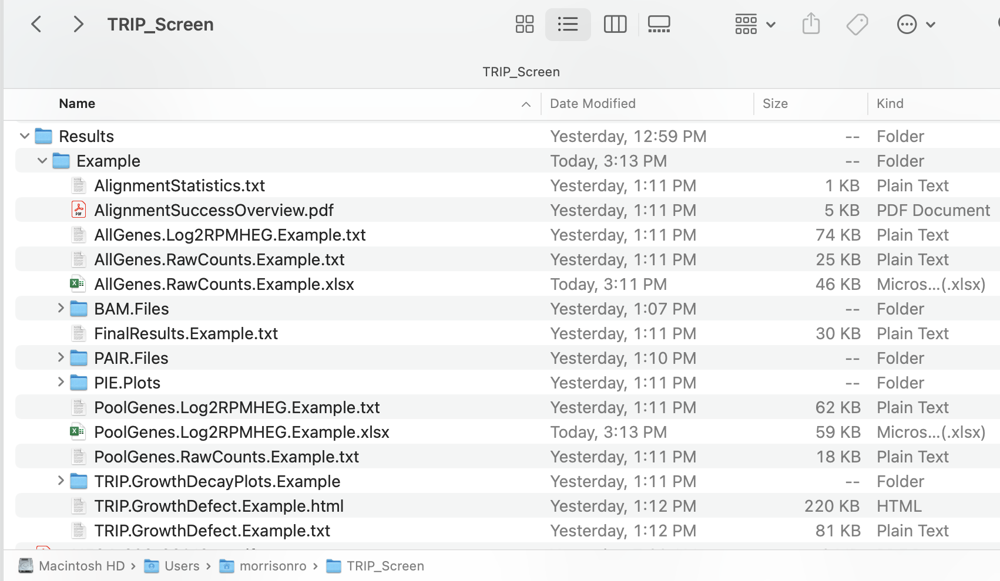 TRIP_Screen
TRIP_Screen
Name Date Modified Size Kind
Results Yesterday, 12:59 PM -- Folder
Example Today, 3:13 PM -- Folder
AlignmentStatistics.txt Yesterday, 1:11 PM 1 KB Plain Text
AlignmentSuccessOverview.pdf Yesterday, 1:11 PM 5 KB PDF Document
AllGenes.Log2RPMHEG.Example.txt Yesterday, 1:11 PM 74 KB Plain Text
AllGenes.RawCounts.Example.txt Yesterday, 1:11 PM 25 KB Plain Text
AllGenes.RawCounts.Example.xlsx Today, 3:11 PM 46 KB Micros...(.xlsx)
BAM.Files Yesterday, 1:07 PM -- Folder
FinalResults.Example.txt Yesterday, 1:11 PM 30 KB Plain Text
PAIR.Files Yesterday, 1:10 PM -- Folder
PIE.Plots Yesterday, 1:11 PM -- Folder
PoolGenes.Log2RPMHEG.Example.txt Yesterday, 1:11 PM 62 KB Plain Text
PoolGenes.Log2RPMHEG.Example.xlsx Today, 3:13 PM 59 KB Micros...(.xlsx)
PoolGenes.RawCounts.Example.txt Yesterday, 1:11 PM 18 KB Plain Text
TRIP.GrowthDecayPlots.Example Yesterday, 1:11 PM -- Folder
TRIP.GrowthDefect.Example.html Yesterday, 1:12 PM 220 KB HTML
TRIP.GrowthDefect.Example.txt Yesterday, 1:12 PM 81 KB Plain Text
Macintosh HD › Users › morrisonro › TRIP_Screen